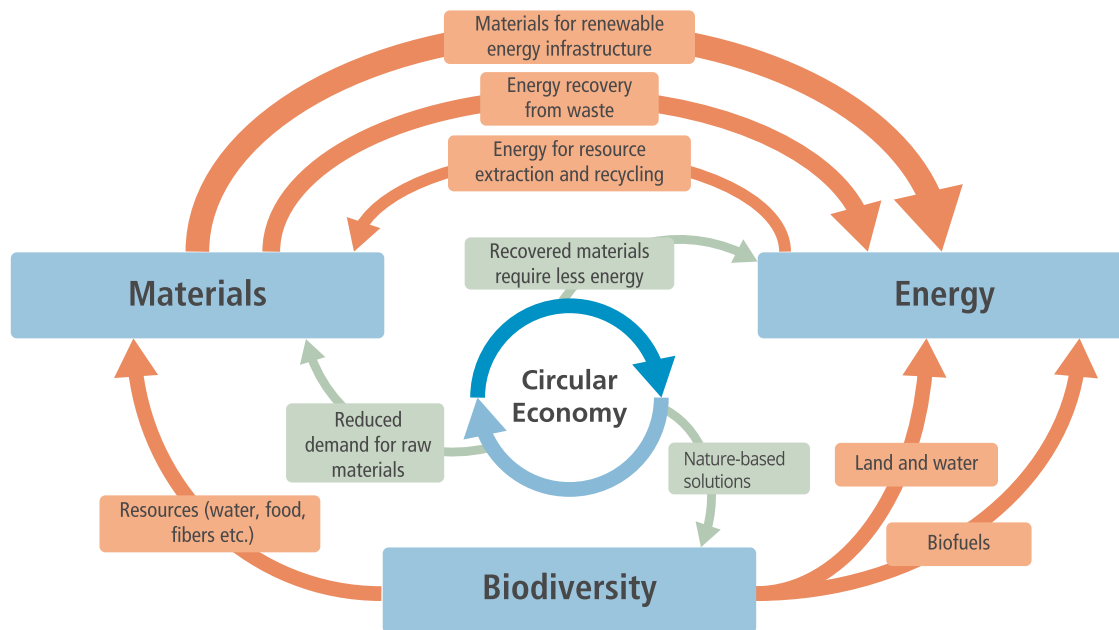 Materials for renewable
energy infrastructure
Energy recovery
from waste
Energy for resource
extraction and recycling
Recovered materials
require less energy
Materials
Energy
Circular
Economy
Reduced
demand for raw
materials
Nature-based
solutions
Land and water
Resources (water, food,
fibers etc.)
Biofuels
Biodiversity